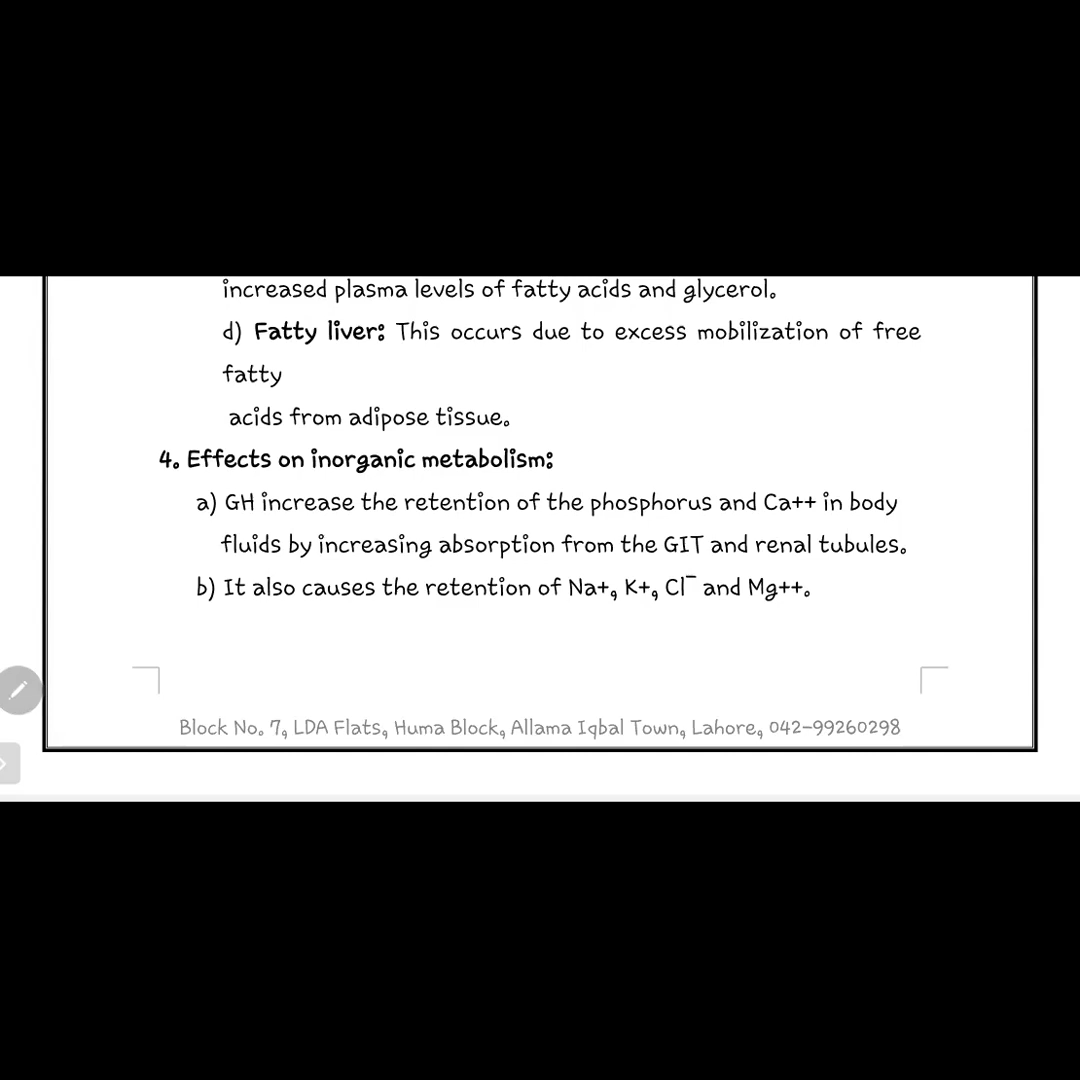 increased plasma levels of fatty acids and glycerol.
d) Fatty liver: This occurs due to excess mobilization of free
fatty
acids from adipose tissue.
4. Effects on inorganic metabolism:
a) GH increase the retention of the phosphorus and Ca++ in body
fluids by increasing absorption from the GIT and renal tubules.
b) It also causes the retention of Na+, K+, Cl¯ and Mg++.
Block No. 7, LDA Flats, Huma Block, Allama Iqbal Town, Lahore, 042-99260298